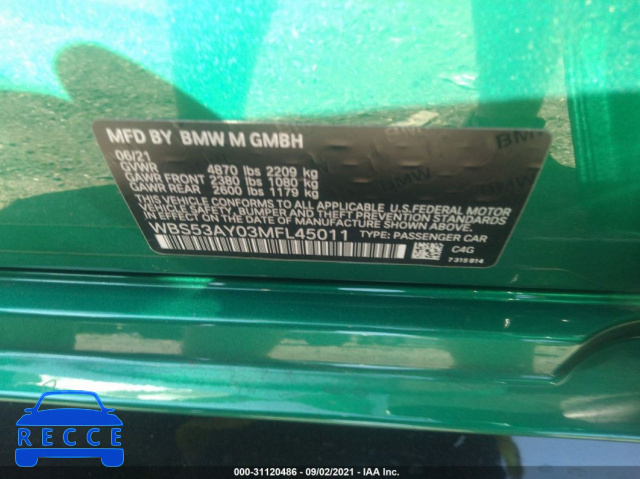 MFD BY BMW M GMBH
06/21
GVWR 4870 lbs 2209 kg
GAWR FRONT 2380 lbs 1080 kg
GAWR REAR 2600 lbs 1179 kg
THIS VEHICLE CONFORMS TO ALL APPLICABLE U.S. FEDERAL MOTOR
VEHICLE SAFETY, BUMPER AND THEFT PREVENTION STANDARDS
IN EFFECT ON THE DATE OF MANUFACTURE SHOWN ABOVE.
WBS53AY03MFL45011 TYPE: PASSENGER CAR
C4G
7 315 814
BMW
BMW
BMW
RECCE
000-31120486 - 09/02/2021 - IAA Inc.